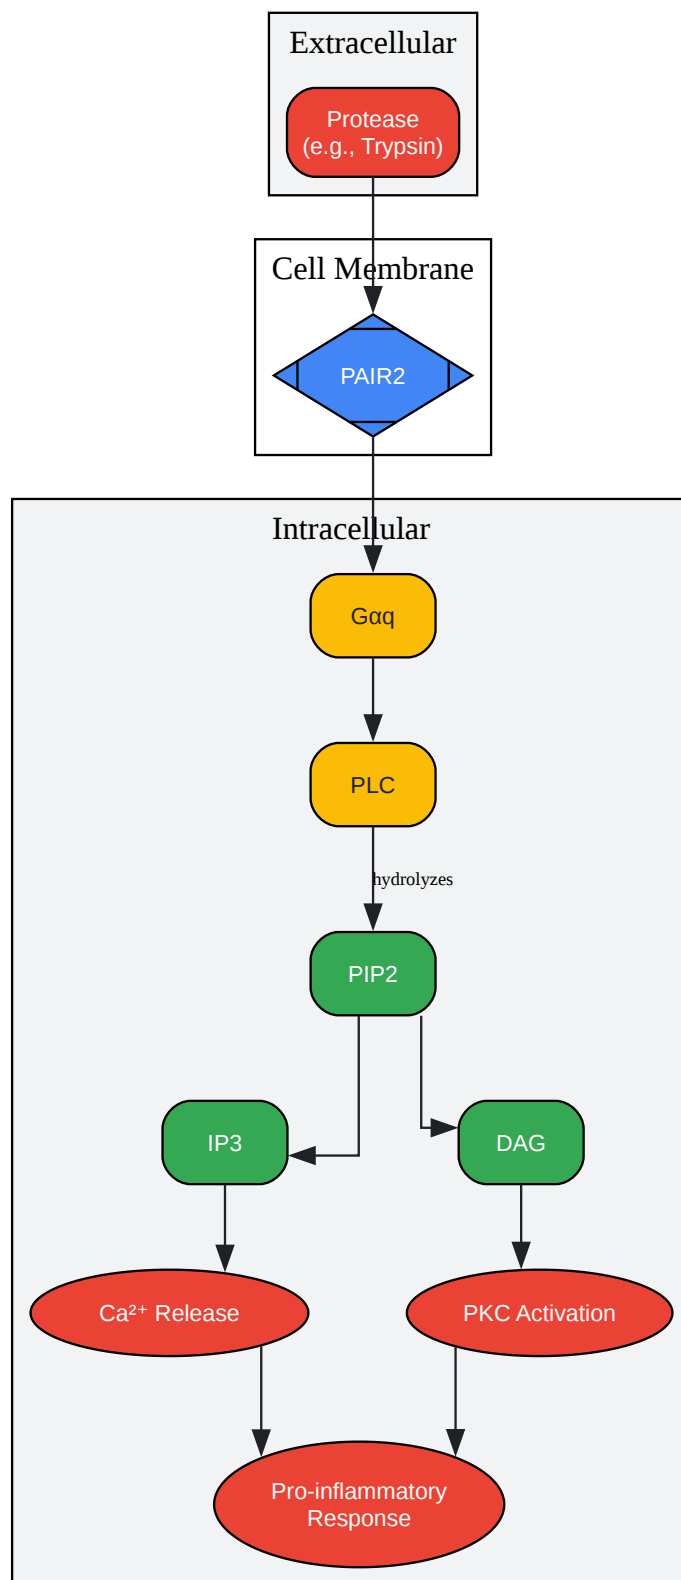 Extracellular
Protease
(e.g., Trypsin)
Cell Membrane
PAIR2
Intracellular
Gαq
PLC
hydrolyzes
PIP2
IP3
DAG
Ca²⁺ Release
PKC Activation
Pro-inflammatory
Response